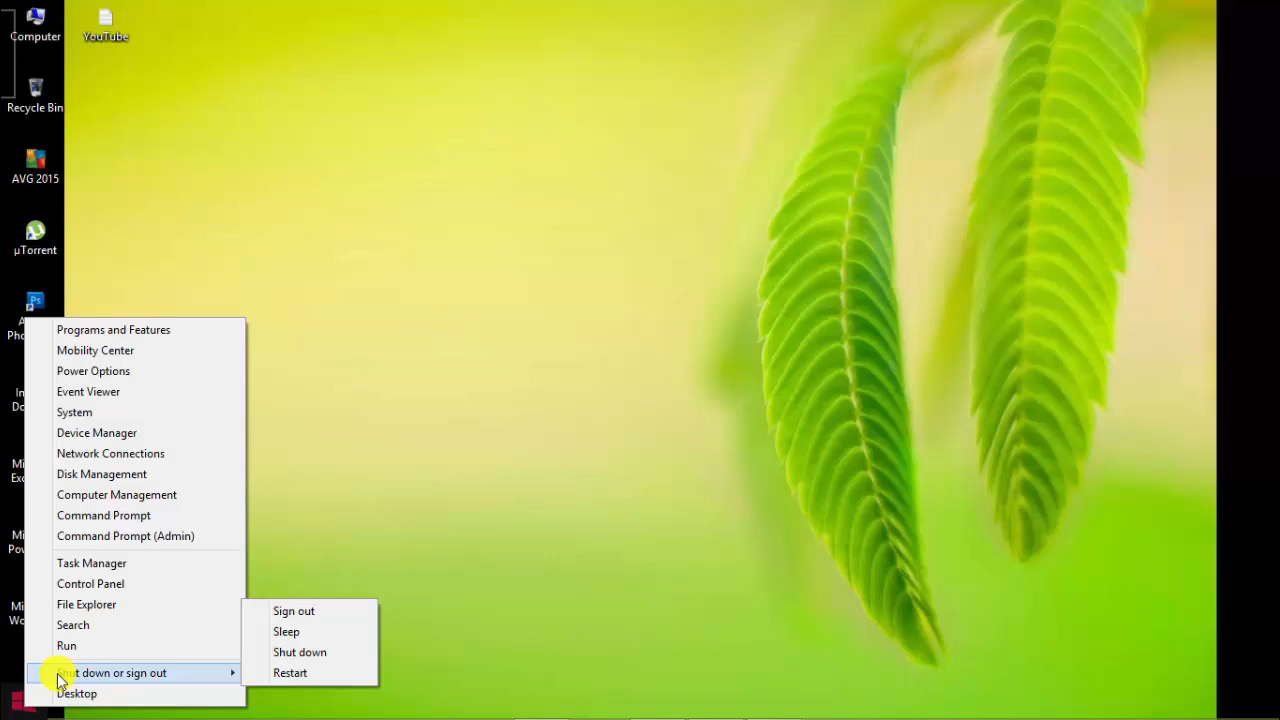 Computer
YouTube
Recycle Bin
AVG 2015
µTorrent
Programs and Features
Mobility Center
Power Options
Event Viewer
System
Device Manager
Network Connections
Disk Management
Computer Management
Command Prompt
Command Prompt (Admin)
Task Manager
Control Panel
File Explorer
Search
Run
Shut down or sign out
Desktop
Sign out
Sleep
Shut down
Restart